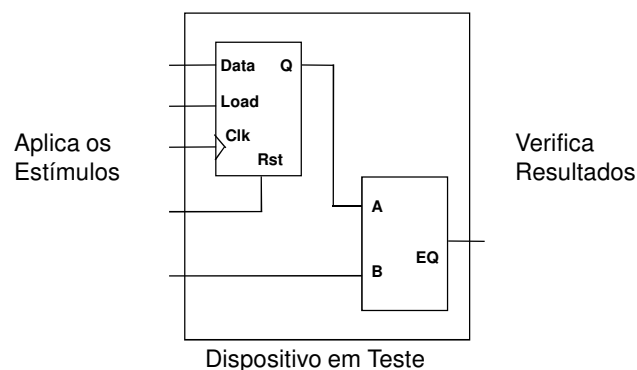 Data Q
Load
Clk
Rst
Aplica os
Estímulos
Verifica
Resultados
A
B
EQ
Dispositivo em Teste